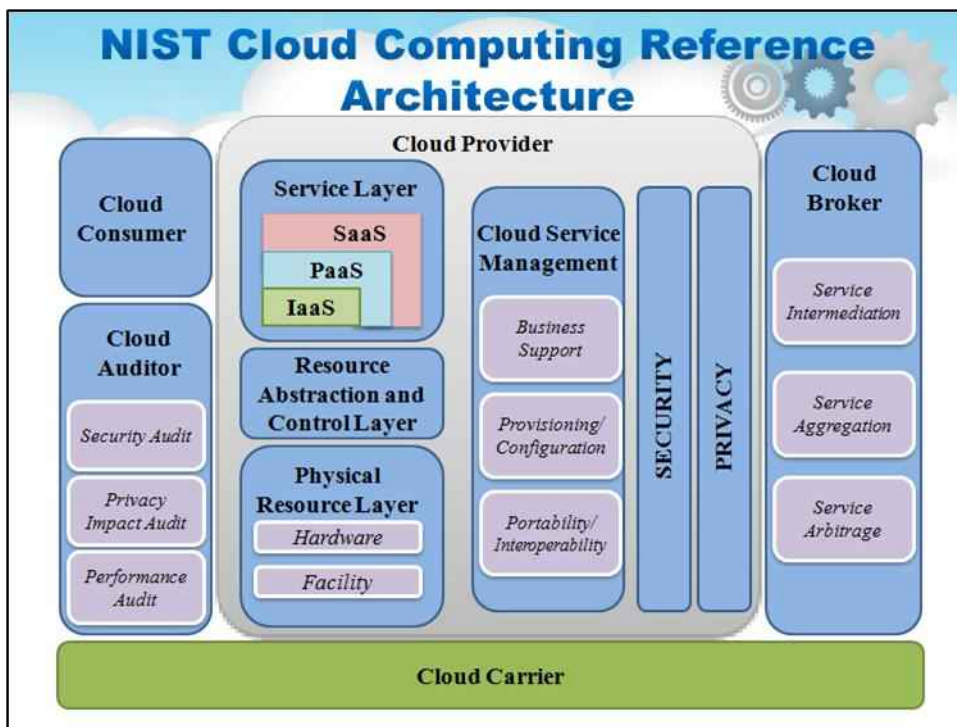 NIST Cloud Computing Reference
Architecture
Cloud
Consumer
Cloud
Auditor
Security Audit
Privacy
Impact Audit
Performance
Audit
Cloud Provider
Service Layer
SaaS
PaaS
IaaS
Resource
Abstraction and
Control Layer
Physical
Resource Layer
Hardware
Facility
Cloud Service
Management
Business
Support
Provisioning/
Configuration
Portability/
Interoperability
SECURITY
PRIVACY
Cloud
Broker
Service
Intermediation
Service
Aggregation
Service
Arbitrage
Cloud Carrier